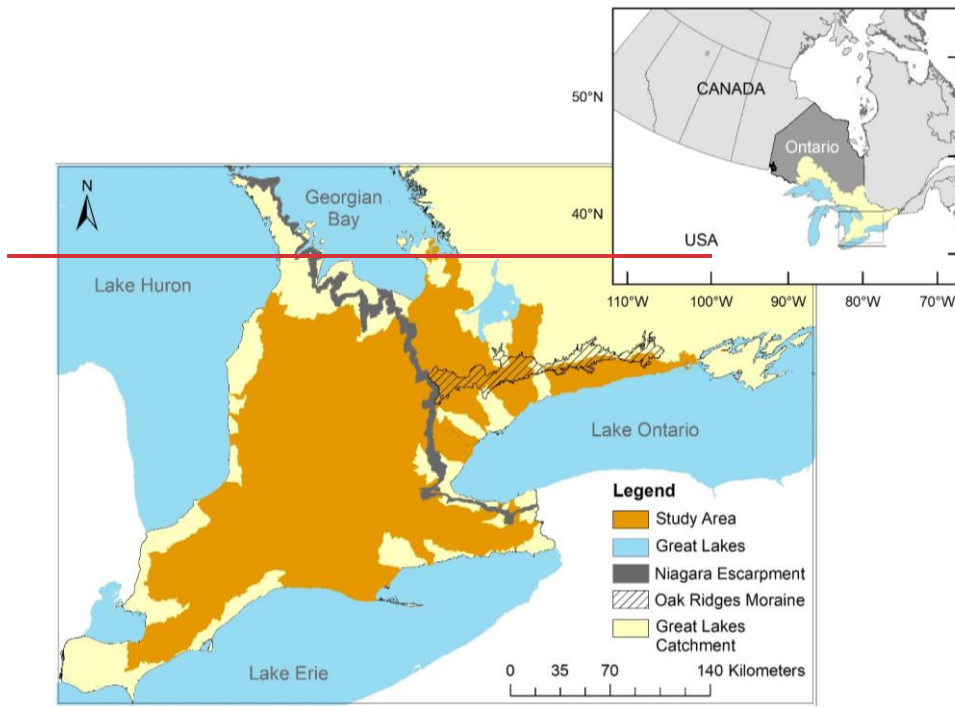 50°N
CANADA
Ontario
40°N
USA
110°W 100°W 90°W 80°W 70°W
N
Georgian
Bay
Lake Huron
Lake Ontario
Lake Erie
Legend
Study Area
Great Lakes
Niagara Escarpment
Oak Ridges Moraine
Great Lakes
Catchment
0 35 70 140 Kilometers